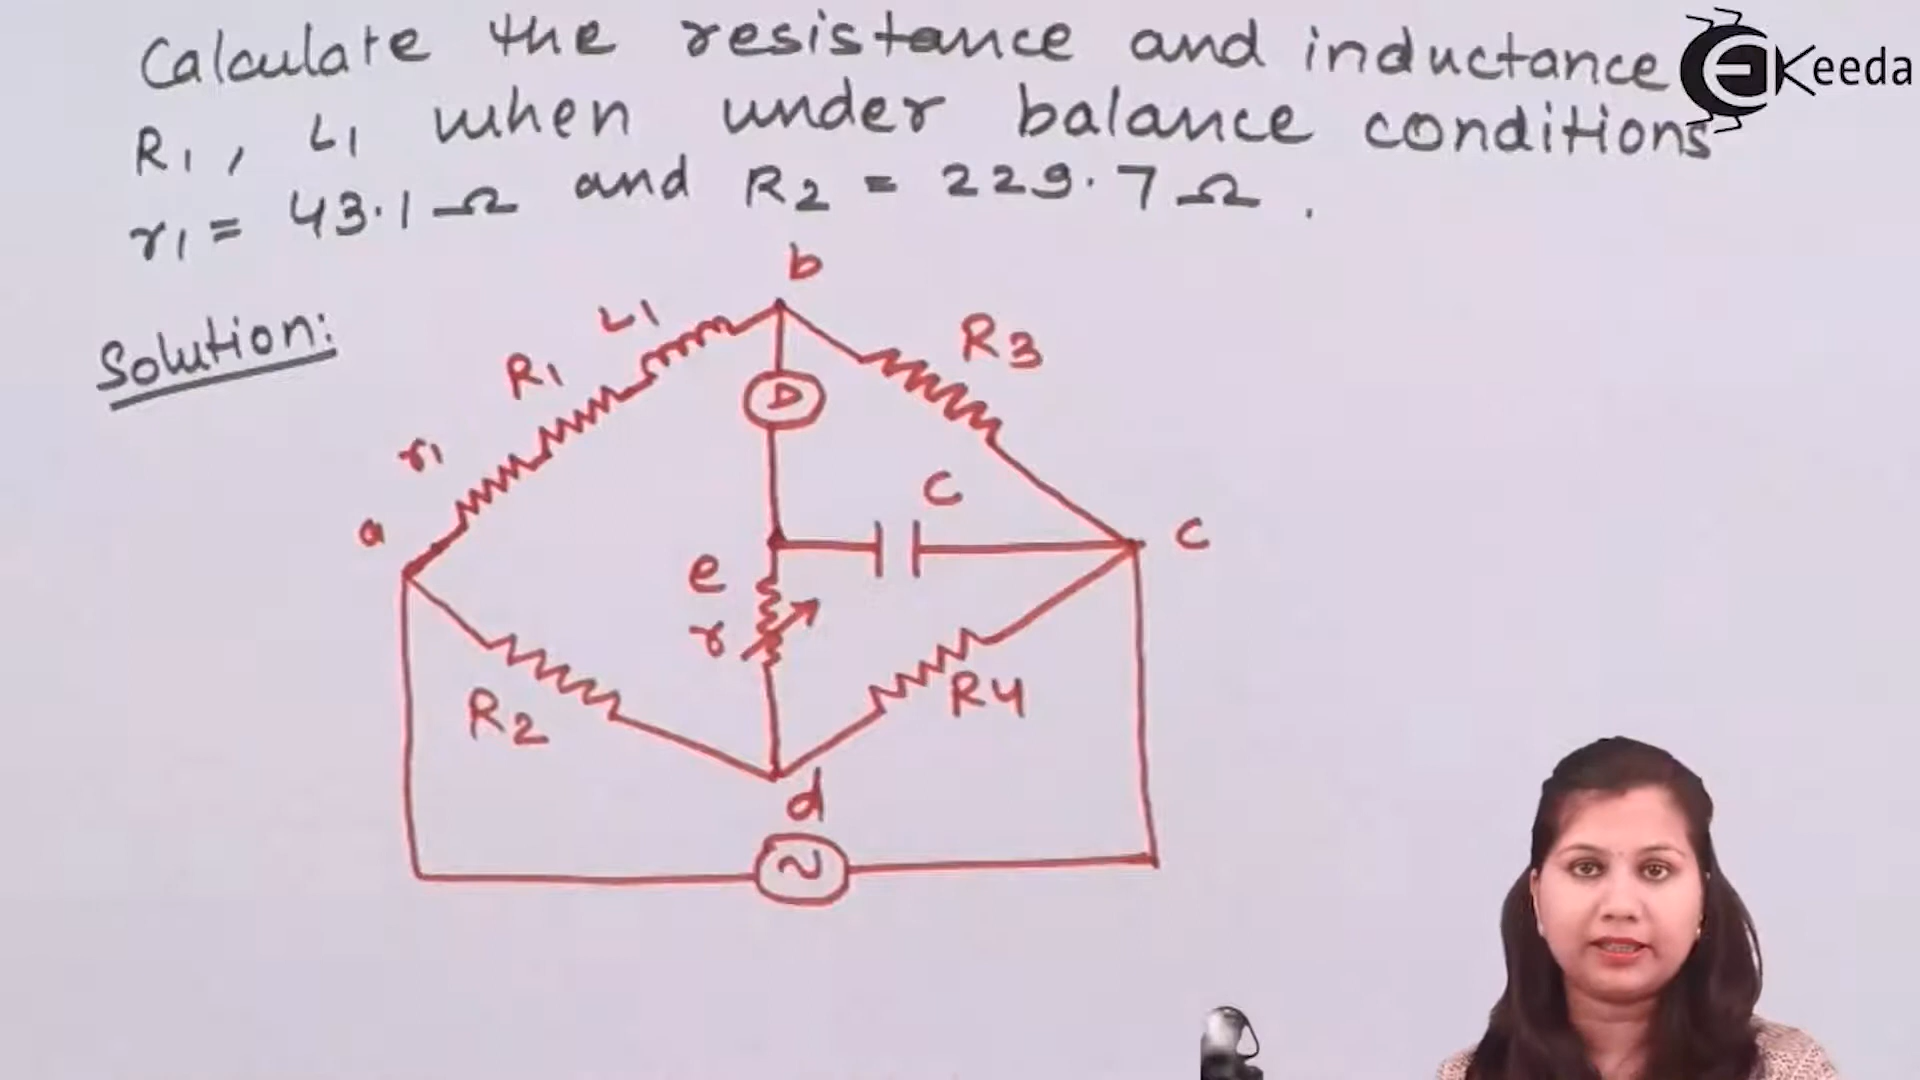 Calculate the resistance and inductance
R1, L1 when under balance conditions
r1 = 43.1 Ω and R2 = 229.7 Ω.
EKeeda
Solution:
b
L1
R1
R3
r1
D
a
C
c
e
r
R2
R4
d
~